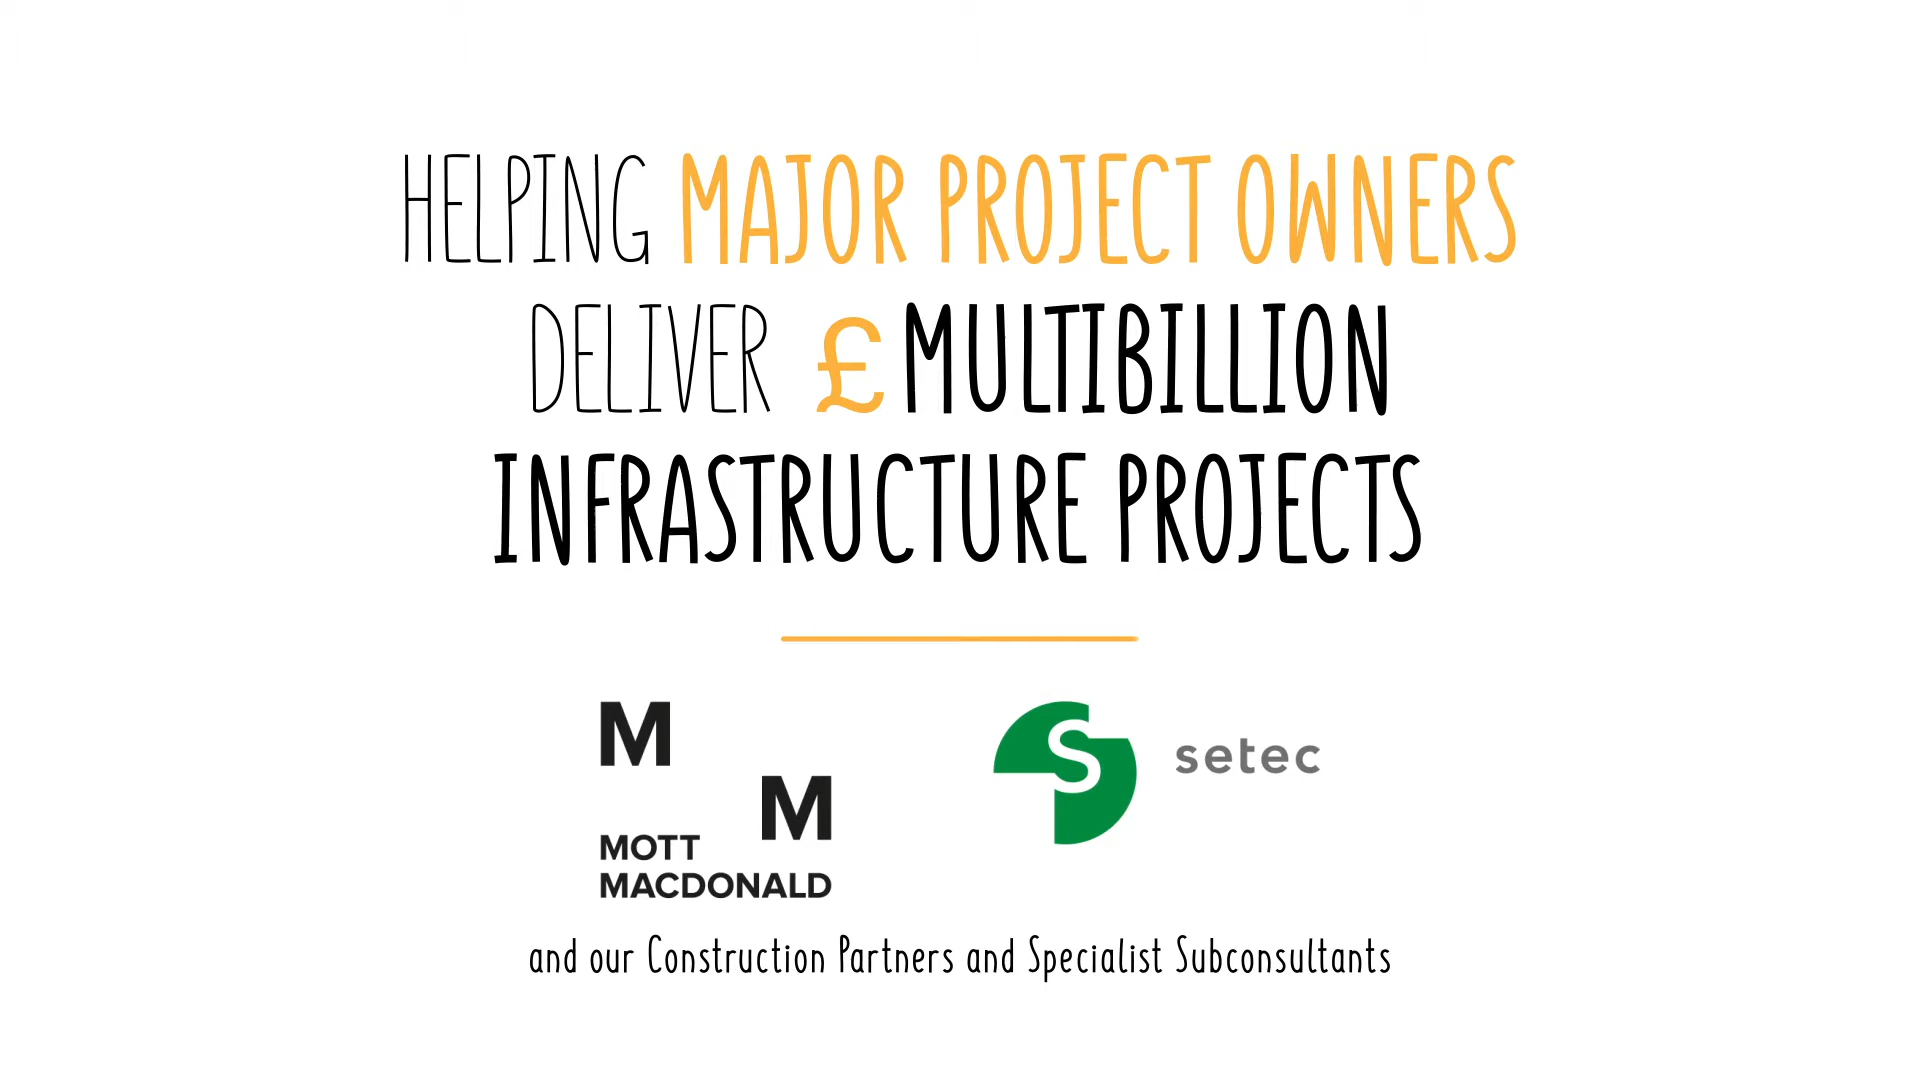 HELPING MAJOR PROJECT OWNERS
DELIVER £MULTIBILLION
INFRASTRUCTURE PROJECTS
M
M
MOTT
MACDONALD
S
setec
and our Construction Partners and Specialist Subconsultants